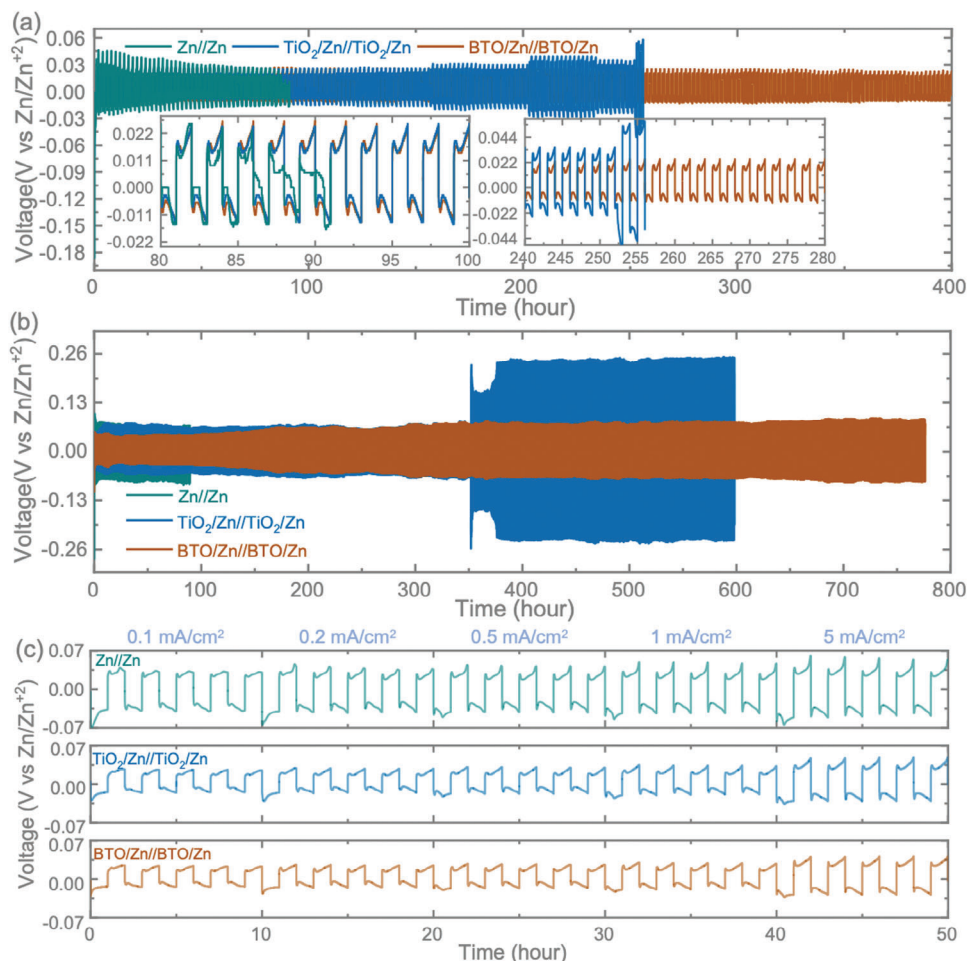 (a)
Zn//Zn TiO₂/Zn//TiO₂/Zn BTO/Zn//BTO/Zn
Voltage(V vs Zn/Zn⁺²)
0.06
0.03
0.00
-0.03
-0.06
-0.09
-0.12
-0.15
-0.18
0.022
0.011
0.000
-0.011
-0.022
80 85 90 95 100
0.044
0.022
0.000
-0.022
-0.044
240 245 250 255 260 265 270 275 280
0 100 200 300 400
Time (hour)
(b)
Voltage(V vs Zn/Zn⁺²)
0.26
0.13
0.00
-0.13
-0.26
Zn//Zn
TiO₂/Zn//TiO₂/Zn
BTO/Zn//BTO/Zn
0 100 200 300 400 500 600 700 800
Time (hour)
(c)
0.1 mA/cm² 0.2 mA/cm² 0.5 mA/cm² 1 mA/cm² 5 mA/cm²
Voltage (V vs Zn/Zn⁺²)
0.07
0.00
-0.07
Zn//Zn
0.07
0.00
-0.07
TiO₂/Zn//TiO₂/Zn
0.07
0.00
-0.07
BTO/Zn//BTO/Zn
0 10 20 30 40 50
Time (hour)